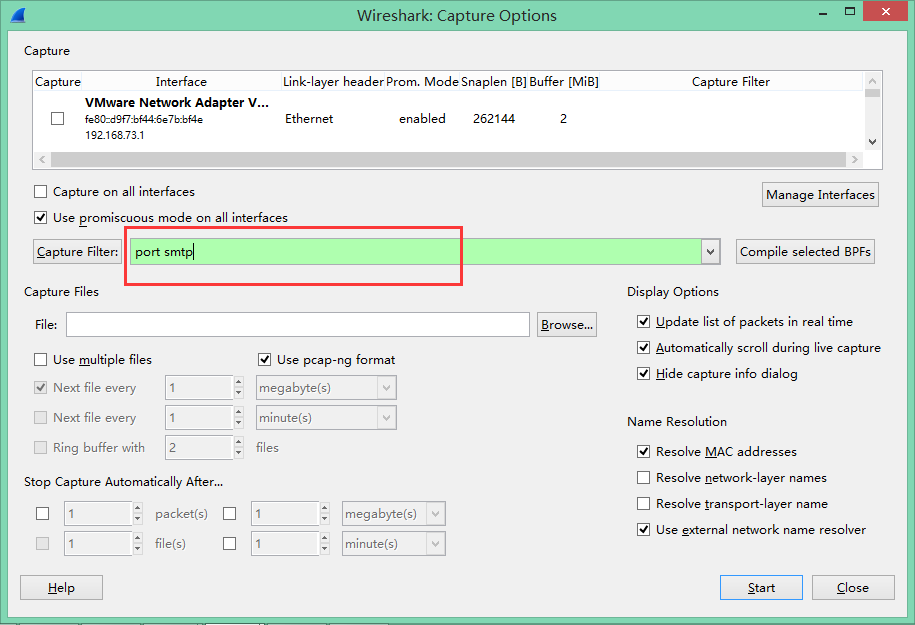 Wireshark: Capture Options
Capture
Capture Interface Link-layer header Prom. Mode Snaplen [B] Buffer [MiB] Capture Filter
VMware Network Adapter V...
fe80::d9f7:bf44:6e7b:bf4e
192.168.73.1
Ethernet enabled 262144 2
Capture on all interfaces
Manage Interfaces
Use promiscuous mode on all interfaces
Capture Filter: port smtp Compile selected BPFs
Capture Files
File: Browse...
Use multiple files Use pcap-ng format
Next file every 1 megabyte(s)
Next file every 1 minute(s)
Ring buffer with 2 files
Stop Capture Automatically After...
1 packet(s) 1 megabyte(s)
1 file(s) 1 minute(s)
Display Options
Update list of packets in real time
Automatically scroll during live capture
Hide capture info dialog
Name Resolution
Resolve MAC addresses
Resolve network-layer names
Resolve transport-layer name
Use external network name resolver
Help Start Close